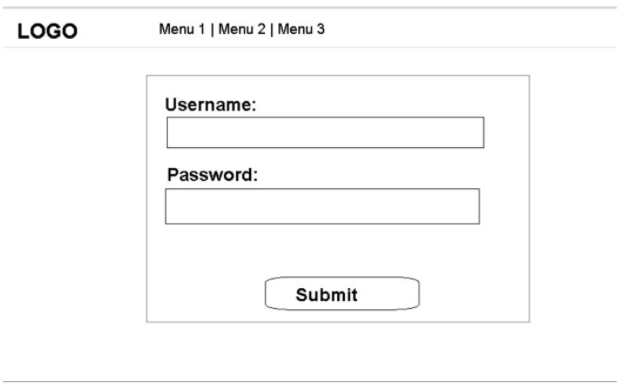 LOGO Menu 1 | Menu 2 | Menu 3
Username:
Password:
Submit